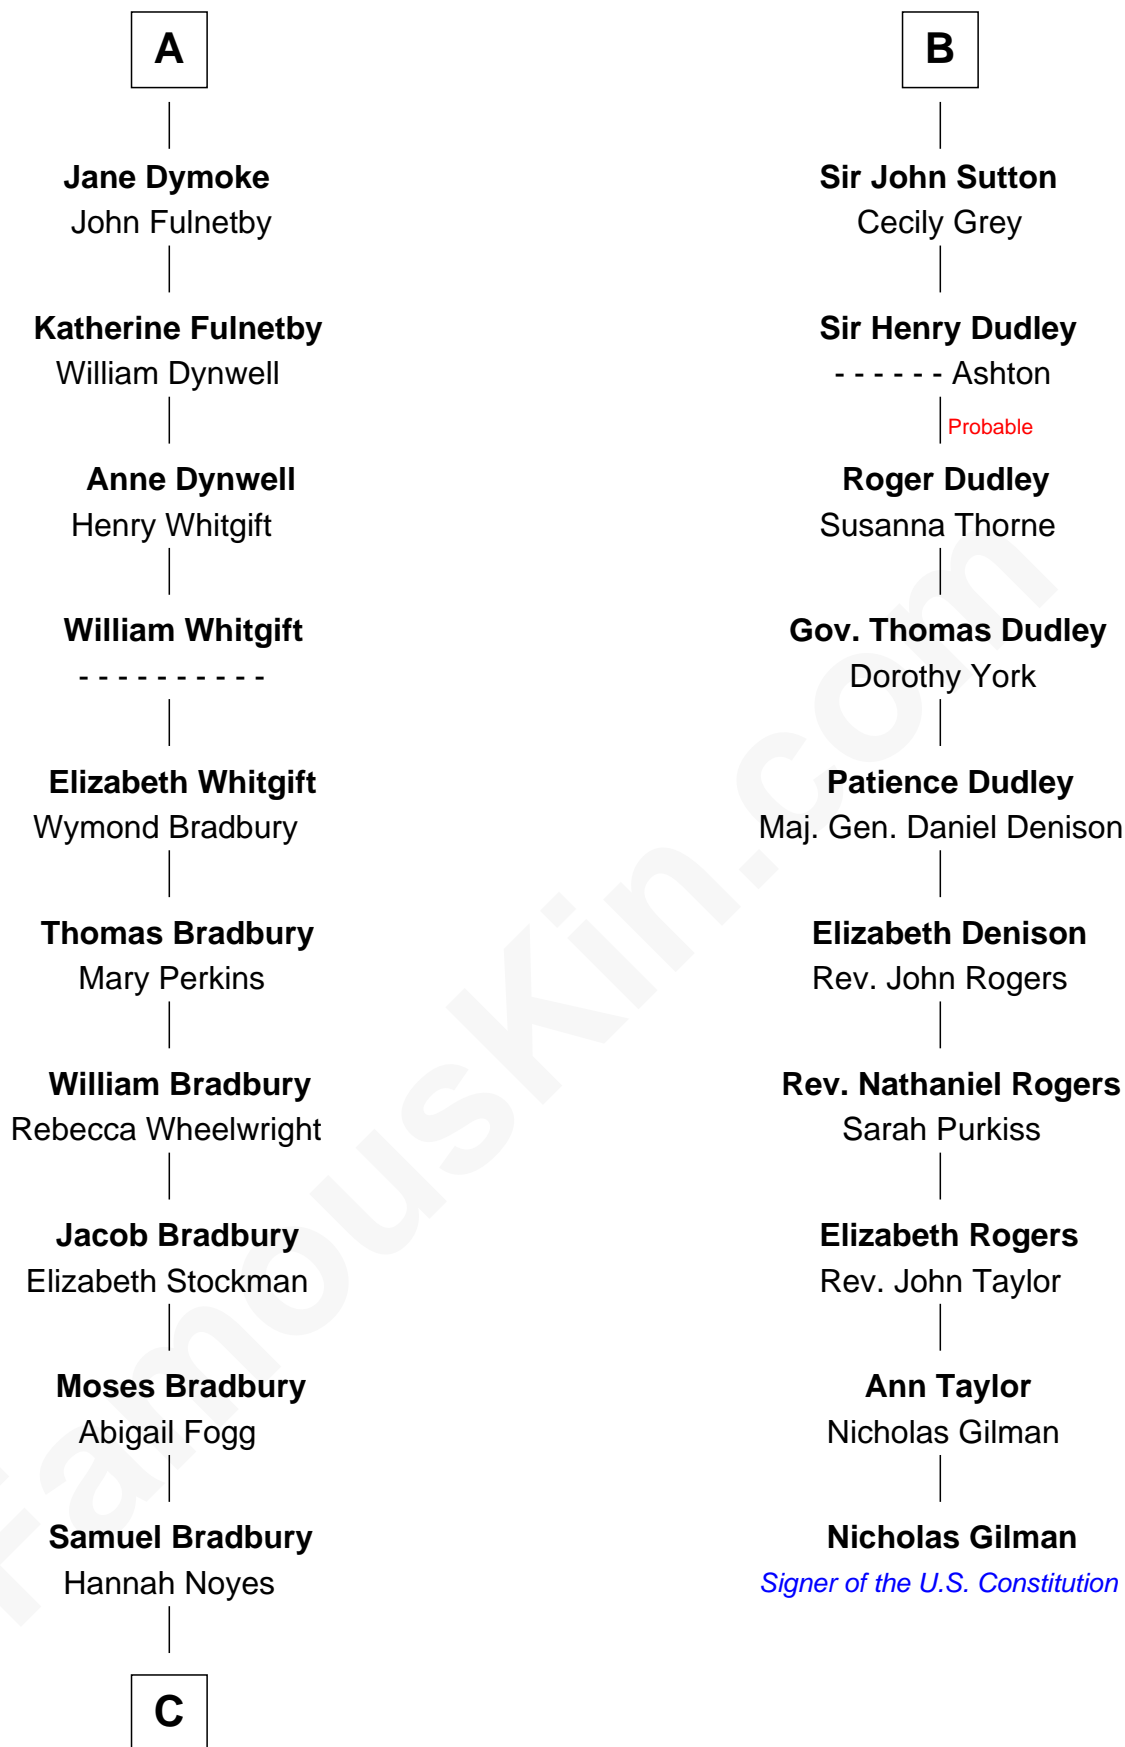 A
Jane Dymoke
John Fulnetby
Katherine Fulnetby
William Dynwell
Anne Dynwell
Henry Whitgift
William Whitgift
- - - - - - - - - -
Elizabeth Whitgift
Wymond Bradbury
Thomas Bradbury
Mary Perkins
William Bradbury
Rebecca Wheelwright
Jacob Bradbury
Elizabeth Stockman
Moses Bradbury
Abigail Fogg
Samuel Bradbury
Hannah Noyes
C
B
Sir John Sutton
Cecily Grey
Sir Henry Dudley
- - - - - - Ashton
Probable
Roger Dudley
Susanna Thorne
Gov. Thomas Dudley
Dorothy York
Patience Dudley
Maj. Gen. Daniel Denison
Elizabeth Denison
Rev. John Rogers
Rev. Nathaniel Rogers
Sarah Purkiss
Elizabeth Rogers
Rev. John Taylor
Ann Taylor
Nicholas Gilman
Nicholas Gilman
Signer of the U.S. Constitution
FamousKin.com